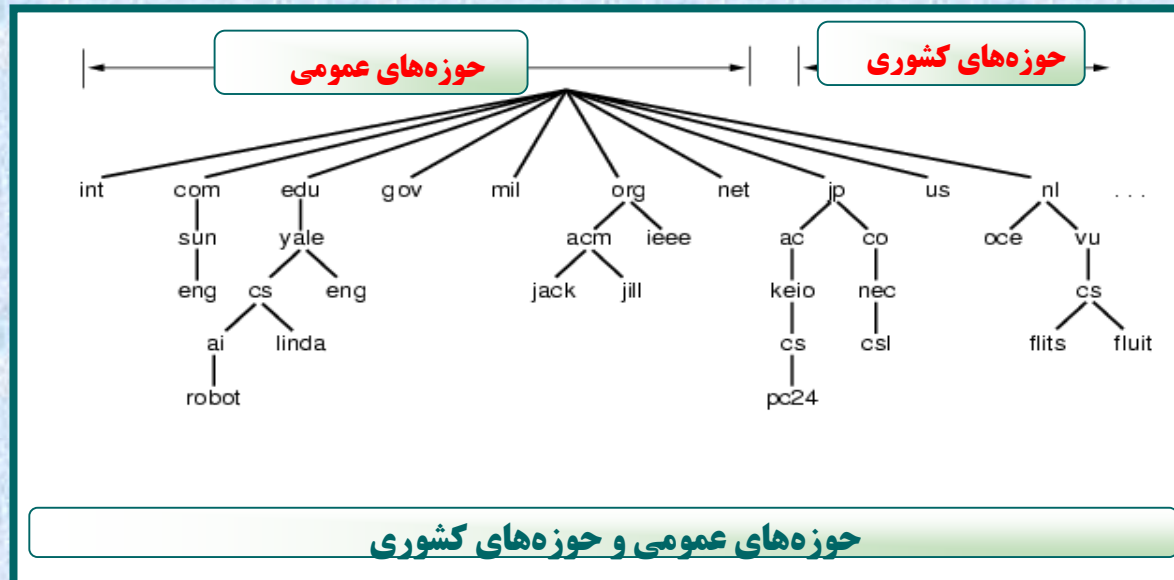 حوزه‌های عمومی حوزه‌های کشوری
int com edu gov mil org net jp us nl . . .
sun yale acm ieee ac co oce vu
eng cs eng jack jill keio nec cs
ai linda cs csl flits fluit
robot pc24
حوزه‌های عمومی و حوزه‌های کشوری